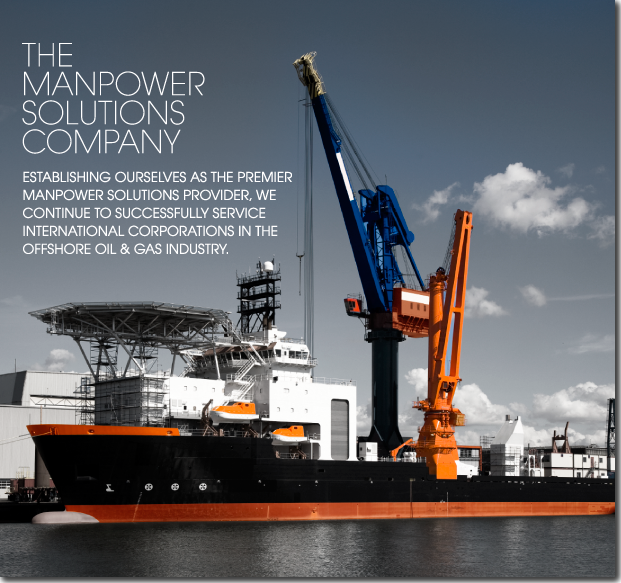 THE
MANPOWER
SOLUTIONS
COMPANY
ESTABLISHING OURSELVES AS THE PREMIER
MANPOWER SOLUTIONS PROVIDER, WE
CONTINUE TO SUCCESSFULLY SERVICE
INTERNATIONAL CORPORATIONS IN THE
OFFSHORE OIL & GAS INDUSTRY.